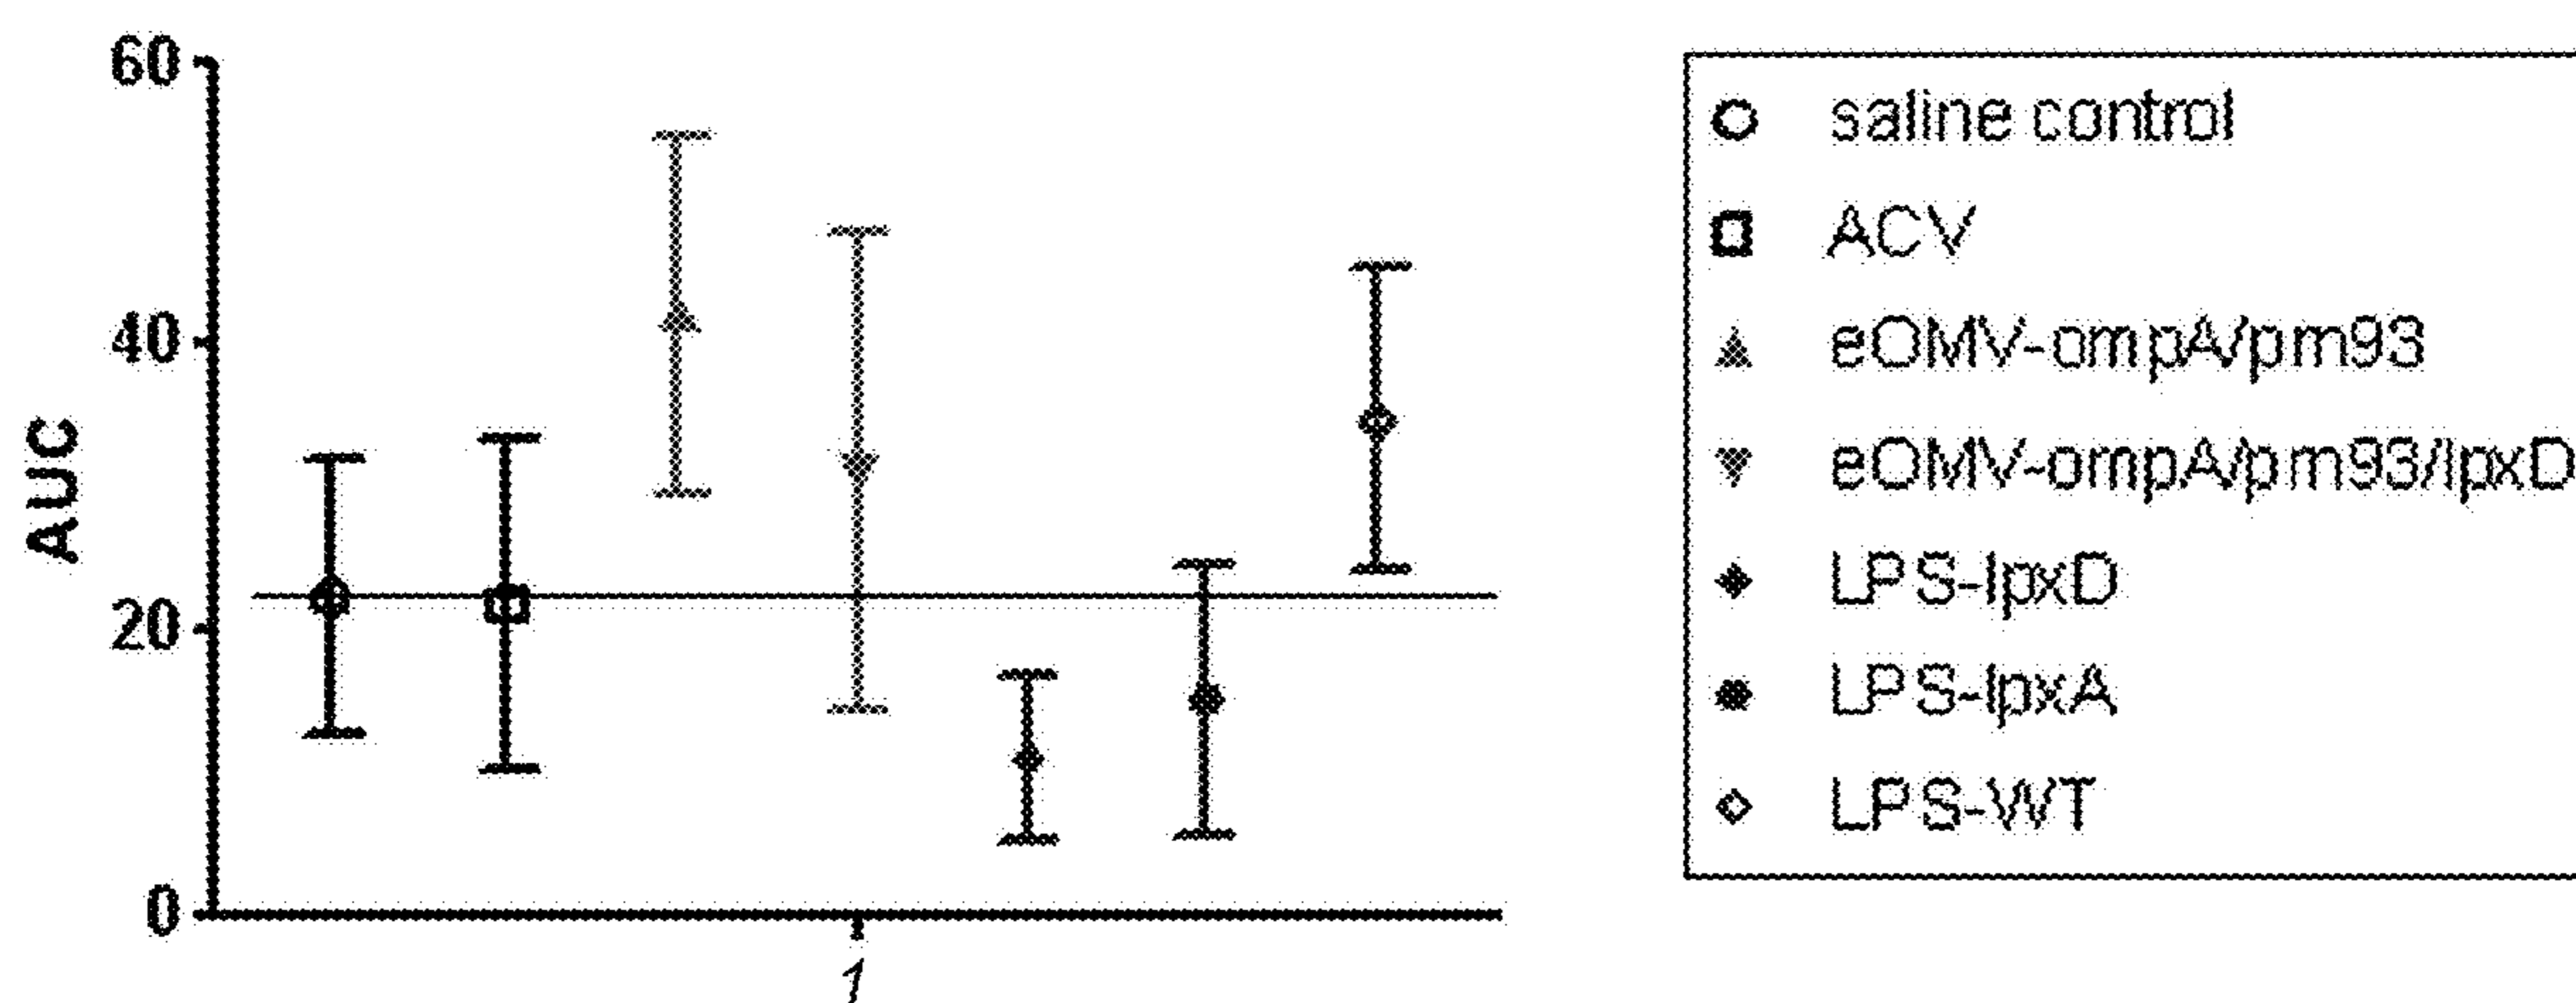 60
40
20
0
AUC
1
saline control
ACV
eOMV-ompA/pm93
eOMV-ompA/pm93/lpxD
LPS-lpxD
LPS-lpxA
LPS-WT